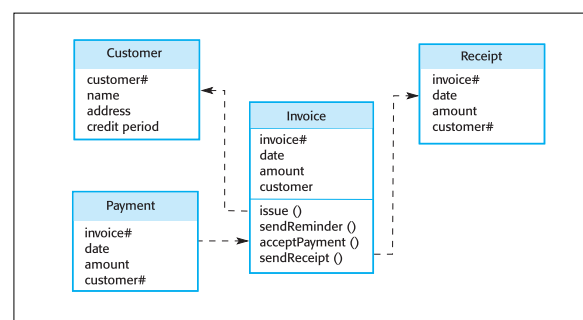 Customer
customer#
name
address
credit period
Payment
invoice#
date
amount
customer#
Invoice
invoice#
date
amount
customer
issue ()
sendReminder ()
acceptPayment ()
sendReceipt ()
Receipt
invoice#
date
amount
customer#